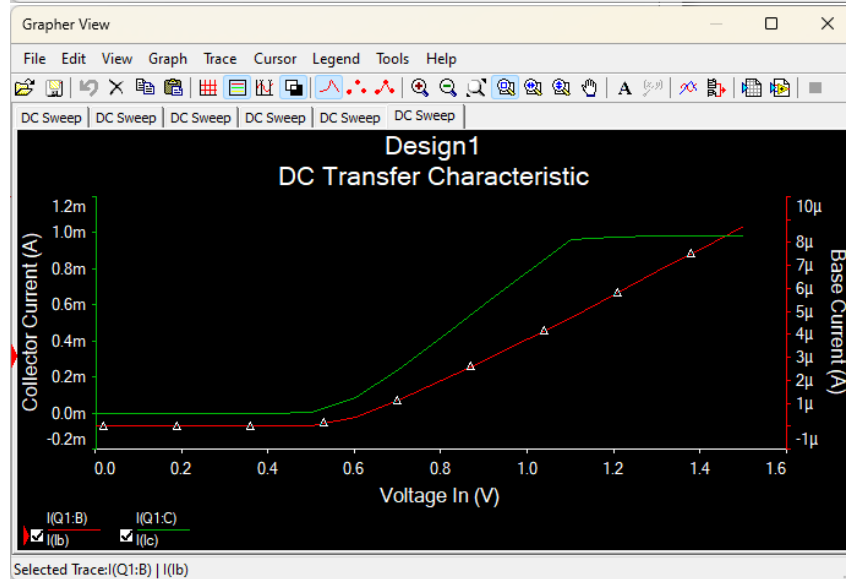 Grapher View
File Edit View Graph Trace Cursor Legend Tools Help
A
DC Sweep DC Sweep DC Sweep DC Sweep DC Sweep DC Sweep
Design1
DC Transfer Characteristic
Collector Current (A)
1.2m
1.0m
0.8m
0.6m
0.4m
0.2m
0.0m
-0.2m
10µ
8µ
7µ
6µ
5µ
4µ
3µ
2µ
1µ
-1µ
Base Current (A)
0.0 0.2 0.4 0.6 0.8 1.0 1.2 1.4 1.6
Voltage In (V)
I(Q1:B) I(Q1:C)
I(Ib) I(Ic)
Selected Trace:I(Q1:B) | I(Ib)